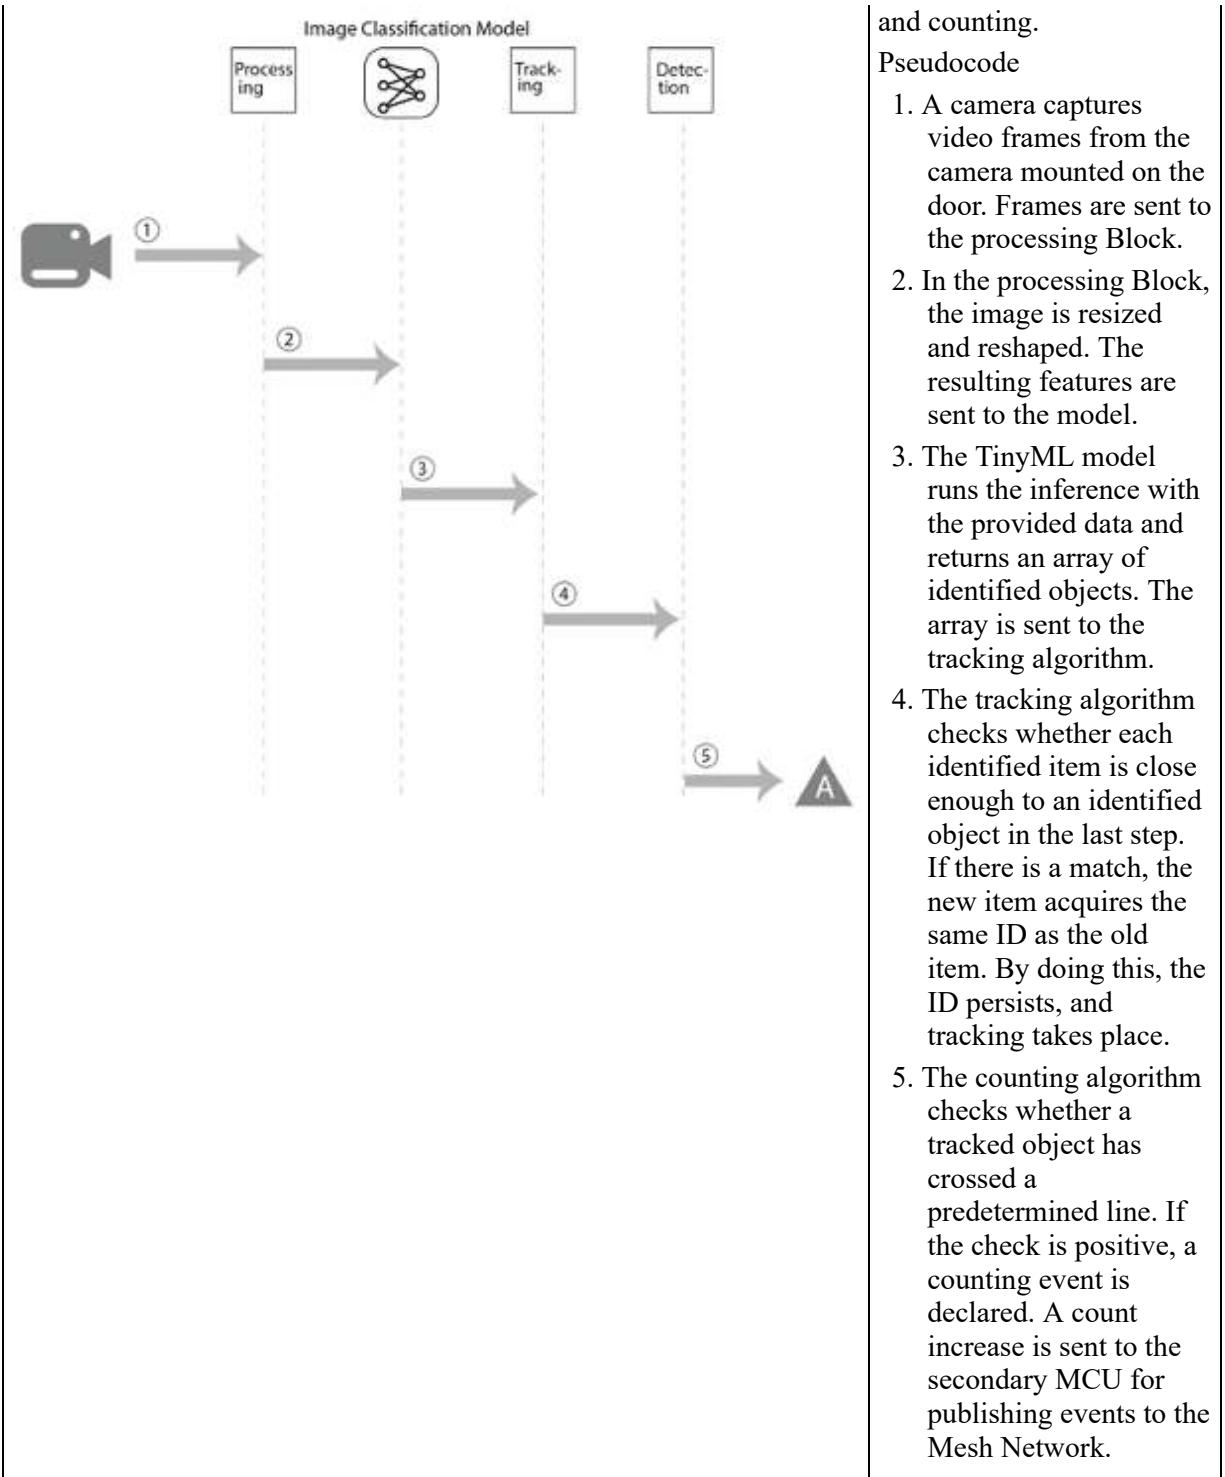 Image Classification Model
Process
ing
Track-
ing
Detec-
tion
①
②
③
④
⑤
A
and counting.
Pseudocode
1. A camera captures
video frames from the
camera mounted on the
door. Frames are sent to
the processing Block.
2. In the processing Block,
the image is resized
and reshaped. The
resulting features are
sent to the model.
3. The TinyML model
runs the inference with
the provided data and
returns an array of
identified objects. The
array is sent to the
tracking algorithm.
4. The tracking algorithm
checks whether each
identified item is close
enough to an identified
object in the last step.
If there is a match, the
new item acquires the
same ID as the old
item. By doing this, the
ID persists, and
tracking takes place.
5. The counting algorithm
checks whether a
tracked object has
crossed a
predetermined line. If
the check is positive, a
counting event is
declared. A count
increase is sent to the
secondary MCU for
publishing events to the
Mesh Network.